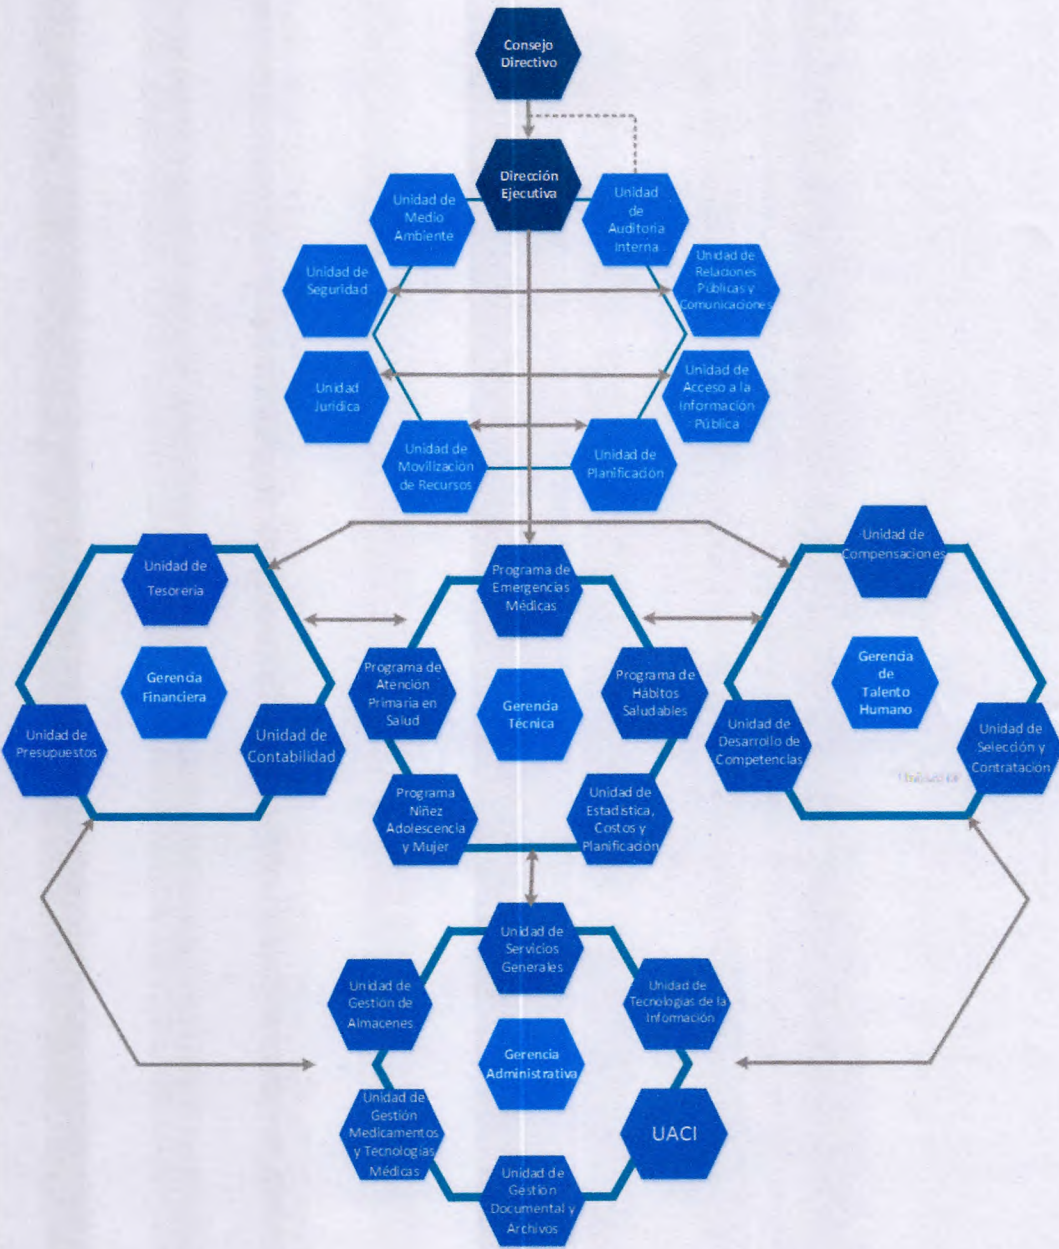 Consejo
Directivo
Dirección
Ejecutiva
Unidad de
Medio
Ambiente
Unidad
de
Auditoria
Interna
Unidad de
Seguridad
Unidad de
Relaciones
Públicas y
Comunicaciones
Unidad
Jurídica
Unidad de
Acceso a la
Información
Pública
Unidad de
Movilización
de Recursos
Unidad de
Planificación
Unidad de
Tesorería
Gerencia
Financiera
Unidad de
Presupuestos
Unidad de
Contabilidad
Programa de
Emergencias
Médicas
Programa de
Atención
Primaria en
Salud
Gerencia
Técnica
Programa de
Hábitos
Saludables
Programa
Niñez
Adolescencia
y Mujer
Unidad de
Estadística,
Costos y
Planificación
Unidad de
Compensaciones
Gerencia
de
Talento
Humano
Unidad de
Desarrollo de
Competencias
Unidad de
Selección y
Contratación
Unidad de
Servicios
Generales
Unidad de
Gestión de
Almacenes
Unidad de
Tecnologías de la
Información
Gerencia
Administrativa
Unidad de
Gestión
Medicamentos
y Tecnologías
Médicas
UACI
Unidad de
Gestión
Documental y
Archivos